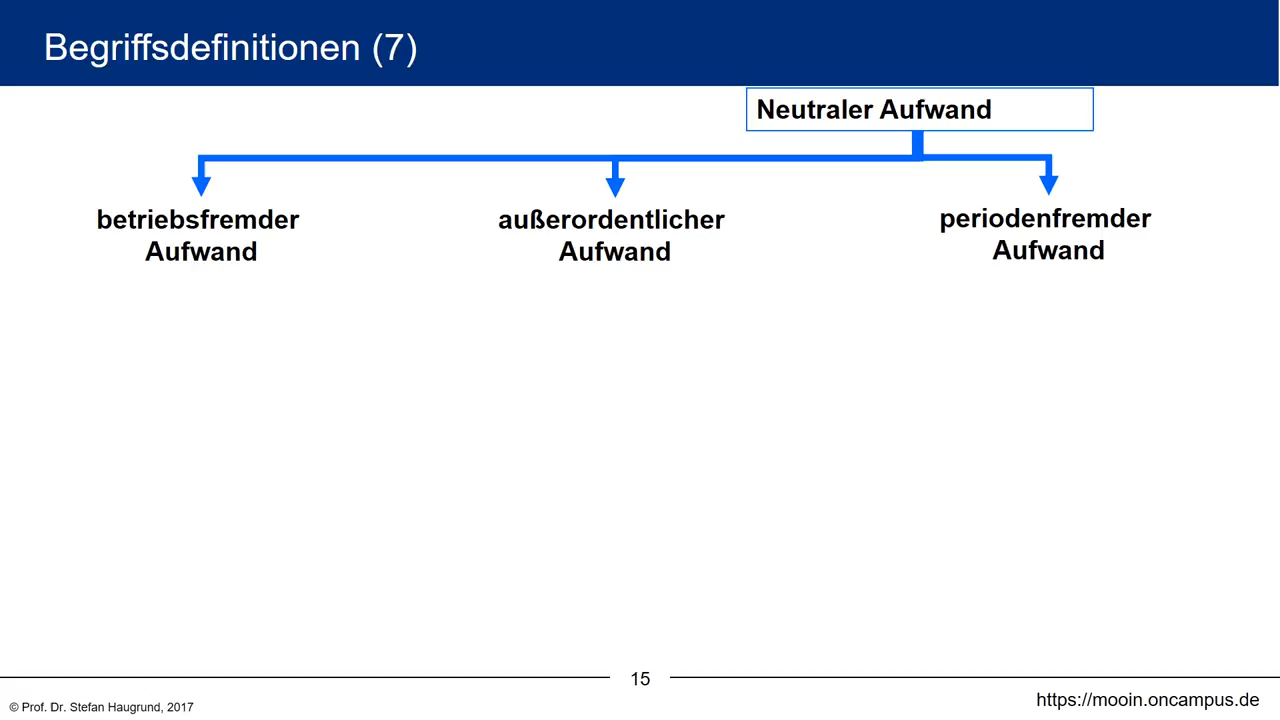 Begriffsdefinitionen (7)
Neutraler Aufwand
betriebsfremder
Aufwand
außerordentlicher
Aufwand
periodenfremder
Aufwand
15
© Prof. Dr. Stefan Haugrund, 2017
https://mooin.oncampus.de